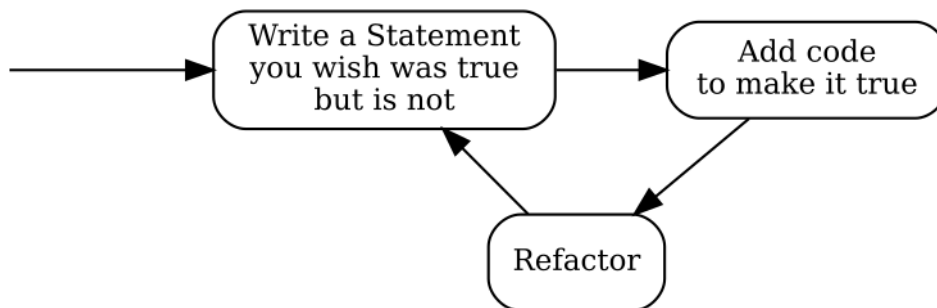 Write a Statement
you wish was true
but is not
Add code
to make it true
Refactor